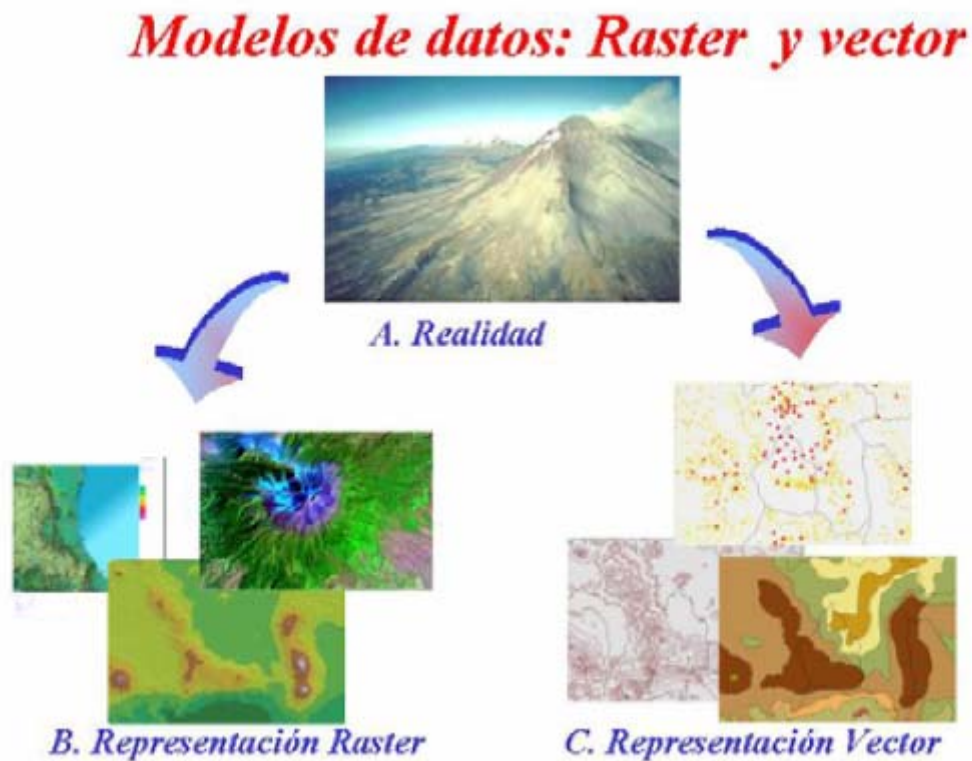 Modelos de datos: Raster y vector
A. Realidad
B. Representación Raster
C. Representación Vector